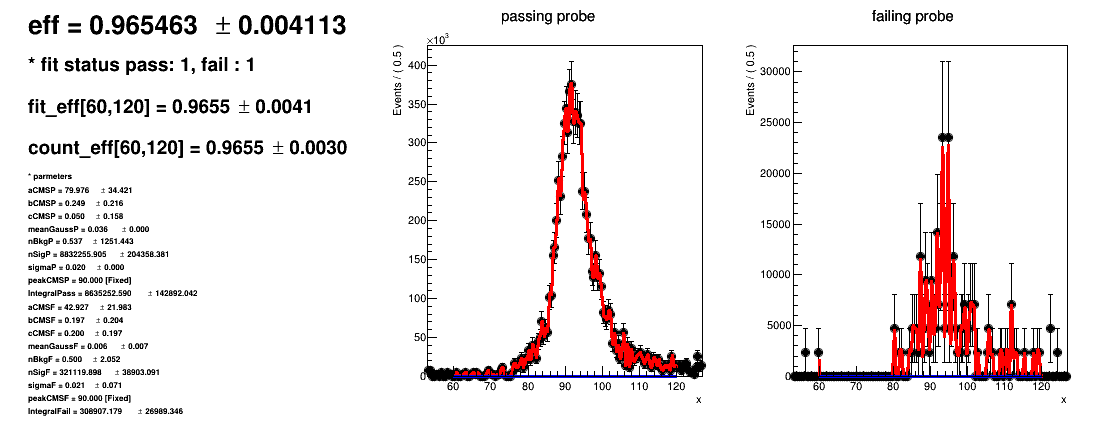 eff = 0.965463 ± 0.004113
* fit status pass: 1, fail : 1
fit_eff[60,120] = 0.9655 ± 0.0041
count_eff[60,120] = 0.9655 ± 0.0030
* parmeters
aCMSP = 79.976 ± 34.421
bCMSP = 0.249 ± 0.216
cCMSP = 0.050 ± 0.158
meanGaussP = 0.036 ± 0.000
nBkgP = 0.537 ± 1251.443
nSigP = 8832255.905 ± 204358.381
sigmaP = 0.020 ± 0.000
peakCMSP = 90.000 [Fixed]
IntegralPass = 8635252.590 ± 142892.042
aCMSF = 42.927 ± 21.983
bCMSF = 0.197 ± 0.204
cCMSF = 0.200 ± 0.197
meanGaussF = 0.006 ± 0.007
nBkgF = 0.500 ± 2.052
nSigF = 321119.898 ± 38903.091
sigmaF = 0.021 ± 0.071
peakCMSF = 90.000 [Fixed]
IntegralFail = 308907.179 ± 26989.346
passing probe
×10³
Events / ( 0.5 )
400
350
300
250
200
150
100
50
0
60 70 80 90 100 110 120
x
failing probe
Events / ( 0.5 )
30000
25000
20000
15000
10000
5000
0
60 70 80 90 100 110 120
x